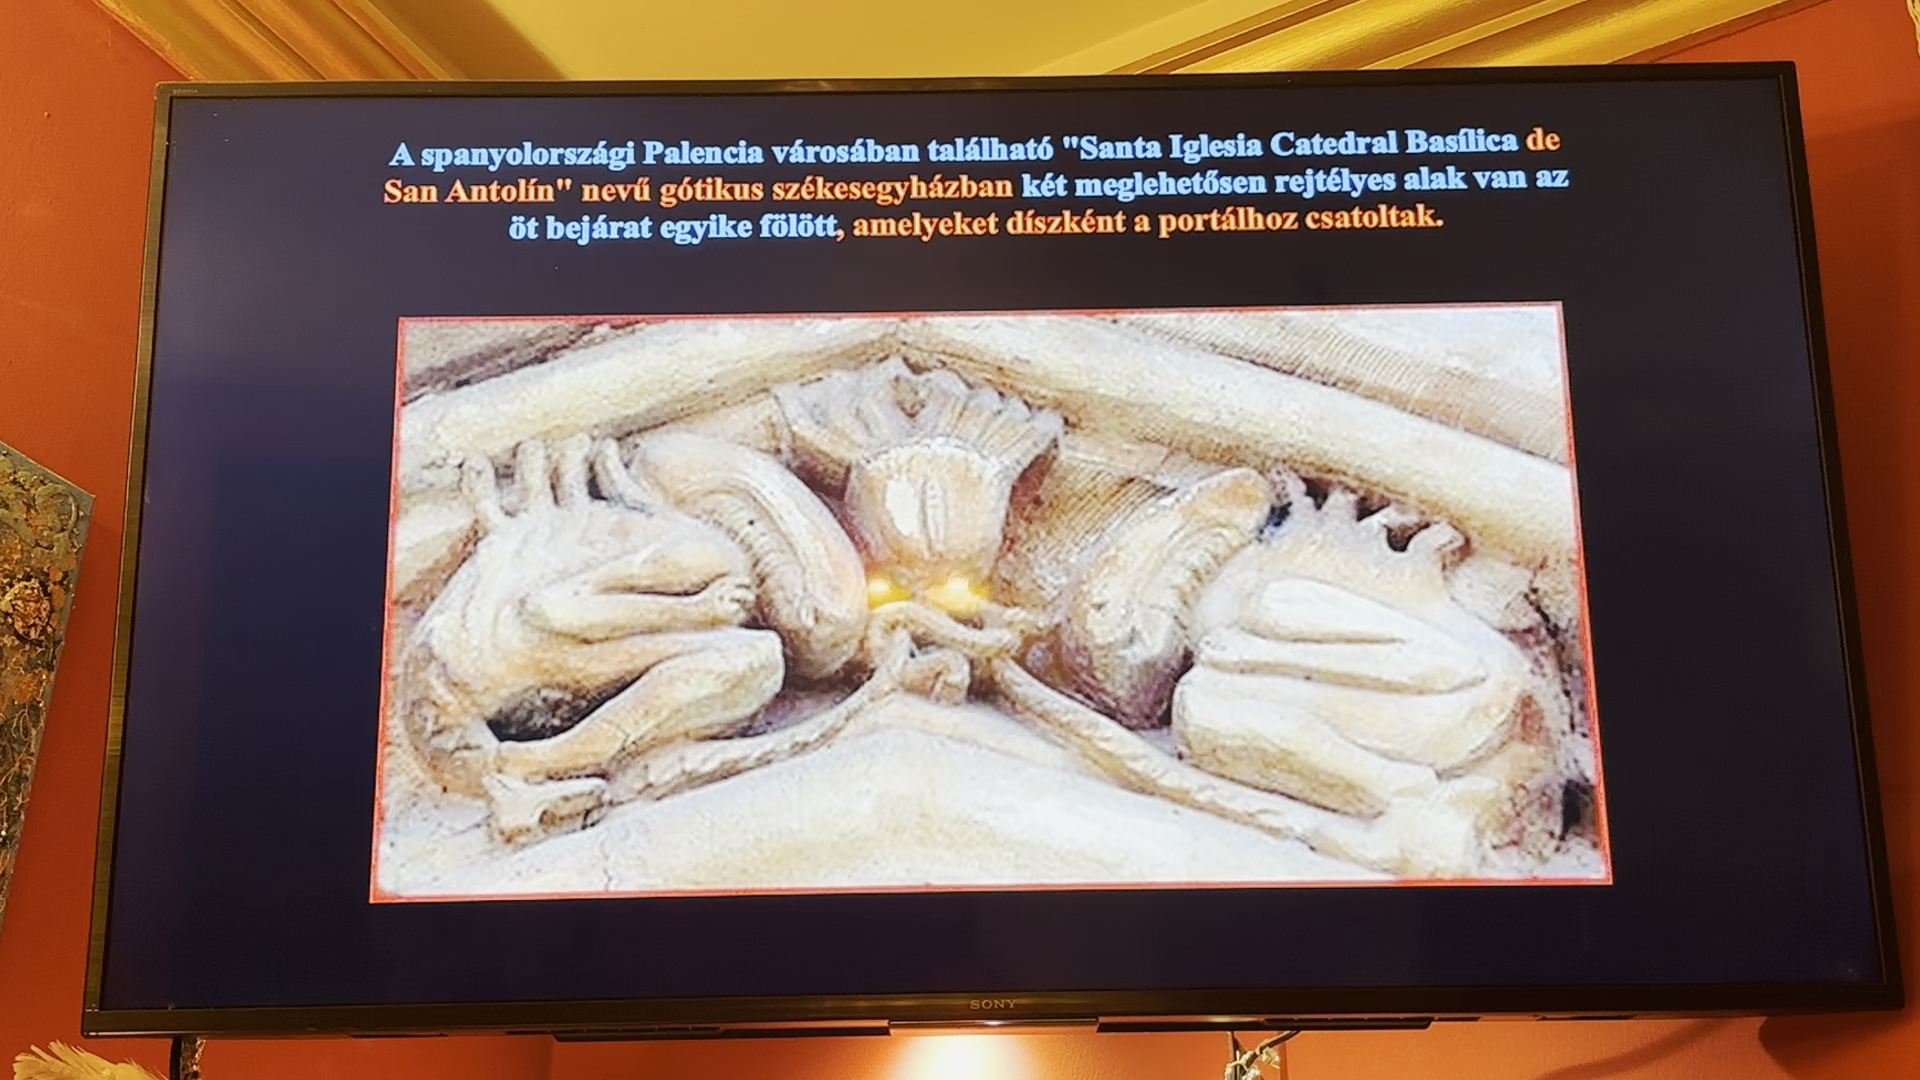 A spanyolországi Palencia városában található "Santa Iglesia Catedral Basílica de
San Antolín" nevű gótikus székesegyházban két meglehetősen rejtélyes alak van az
öt bejárat egyike fölött, amelyeket díszként a portálhoz csatoltak.
SONY